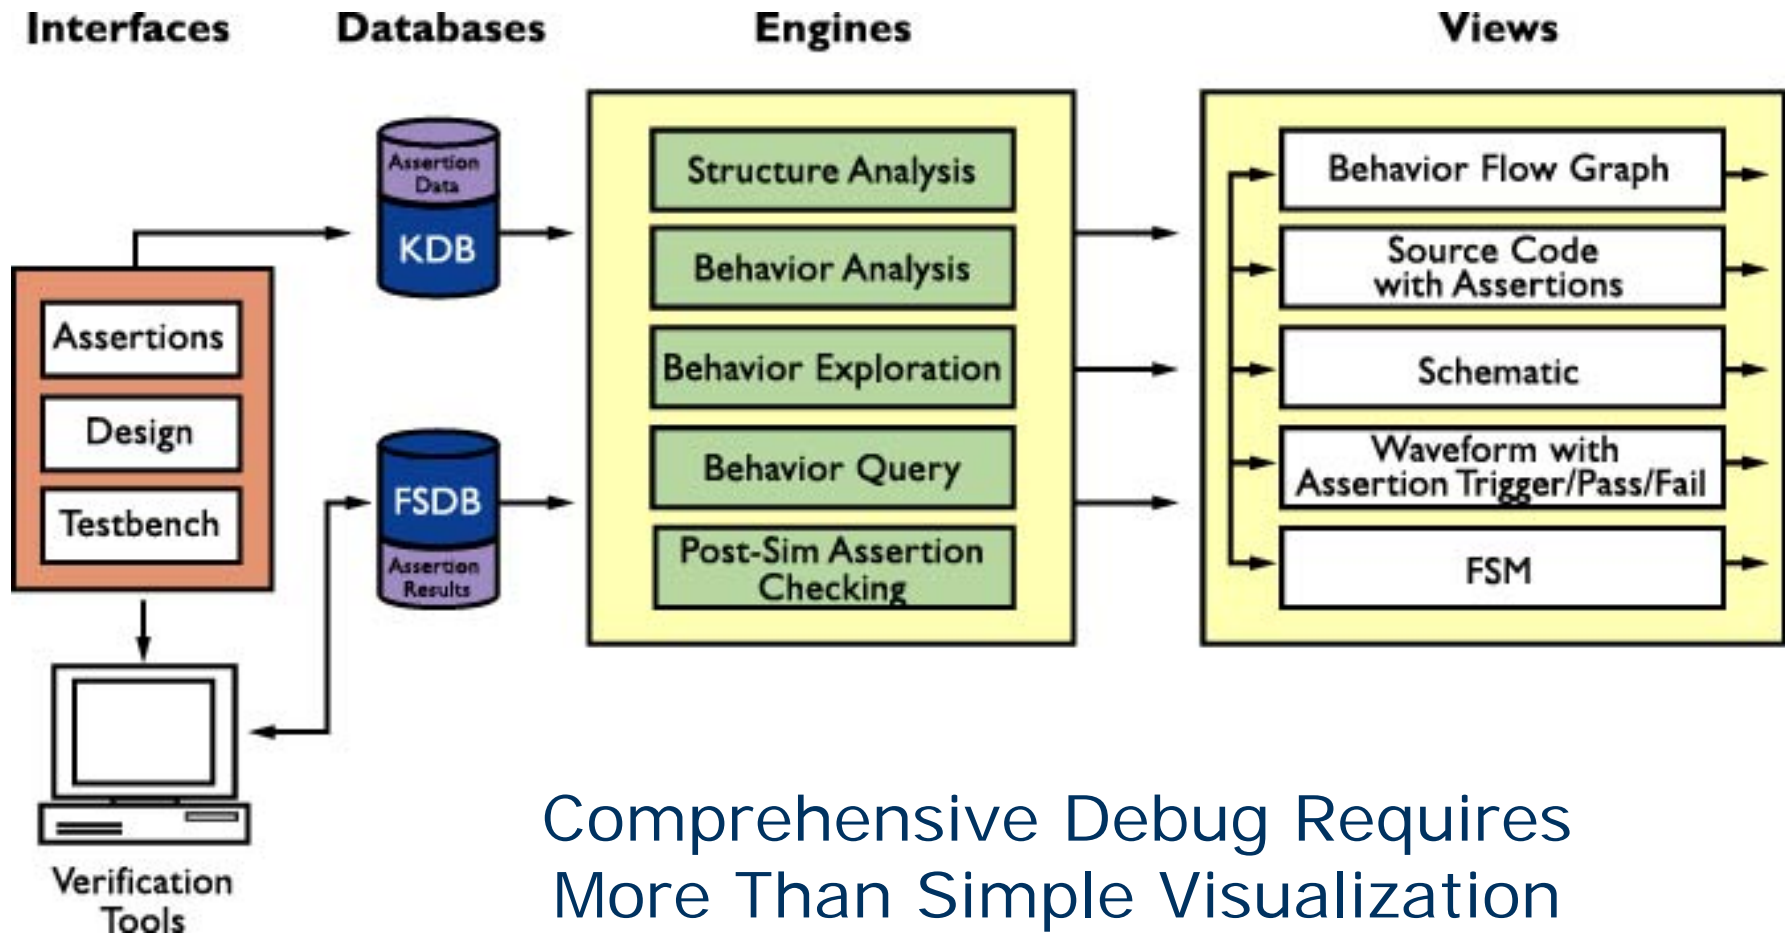 Interfaces
Databases
Engines
Views
Assertions
Design
Testbench
Verification
Tools
Assertion
Data
KDB
FSDB
Assertion
Results
Structure Analysis
Behavior Analysis
Behavior Exploration
Behavior Query
Post-Sim Assertion
Checking
Behavior Flow Graph
Source Code
with Assertions
Schematic
Waveform with
Assertion Trigger/Pass/Fail
FSM
Comprehensive Debug Requires
More Than Simple Visualization